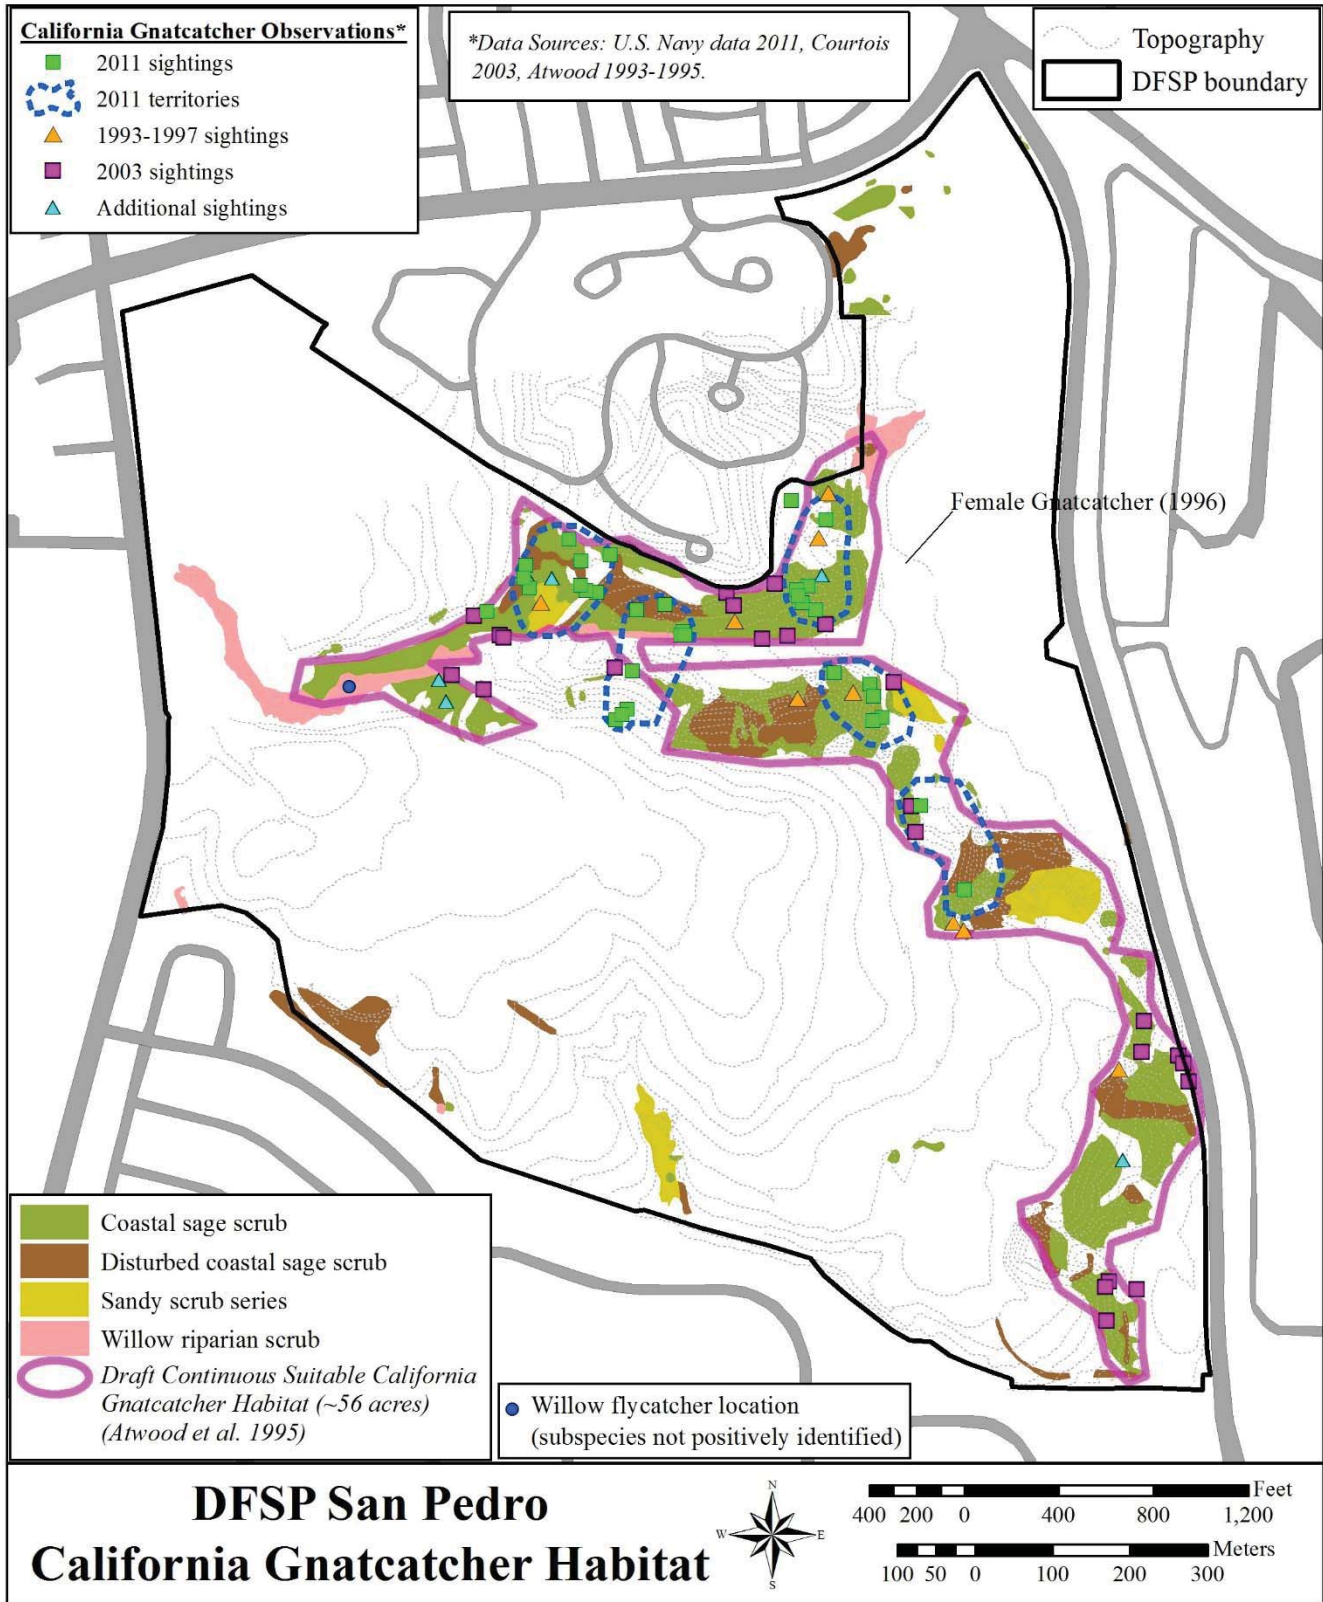 California Gnatcatcher Observations*
2011 sightings
2011 territories
1993-1997 sightings
2003 sightings
Additional sightings
*Data Sources: U.S. Navy data 2011, Courtois
2003, Atwood 1993-1995.
Topography
DFSP boundary
Female Gnatcatcher (1996)
Coastal sage scrub
Disturbed coastal sage scrub
Sandy scrub series
Willow riparian scrub
Draft Continuous Suitable California
Gnatcatcher Habitat (~56 acres)
(Atwood et al. 1995)
Willow flycatcher location
(subspecies not positively identified)
DFSP San Pedro
California Gnatcatcher Habitat
N
W
E
S
Feet
400 200 0 400 800 1,200
Meters
100 50 0 100 200 300